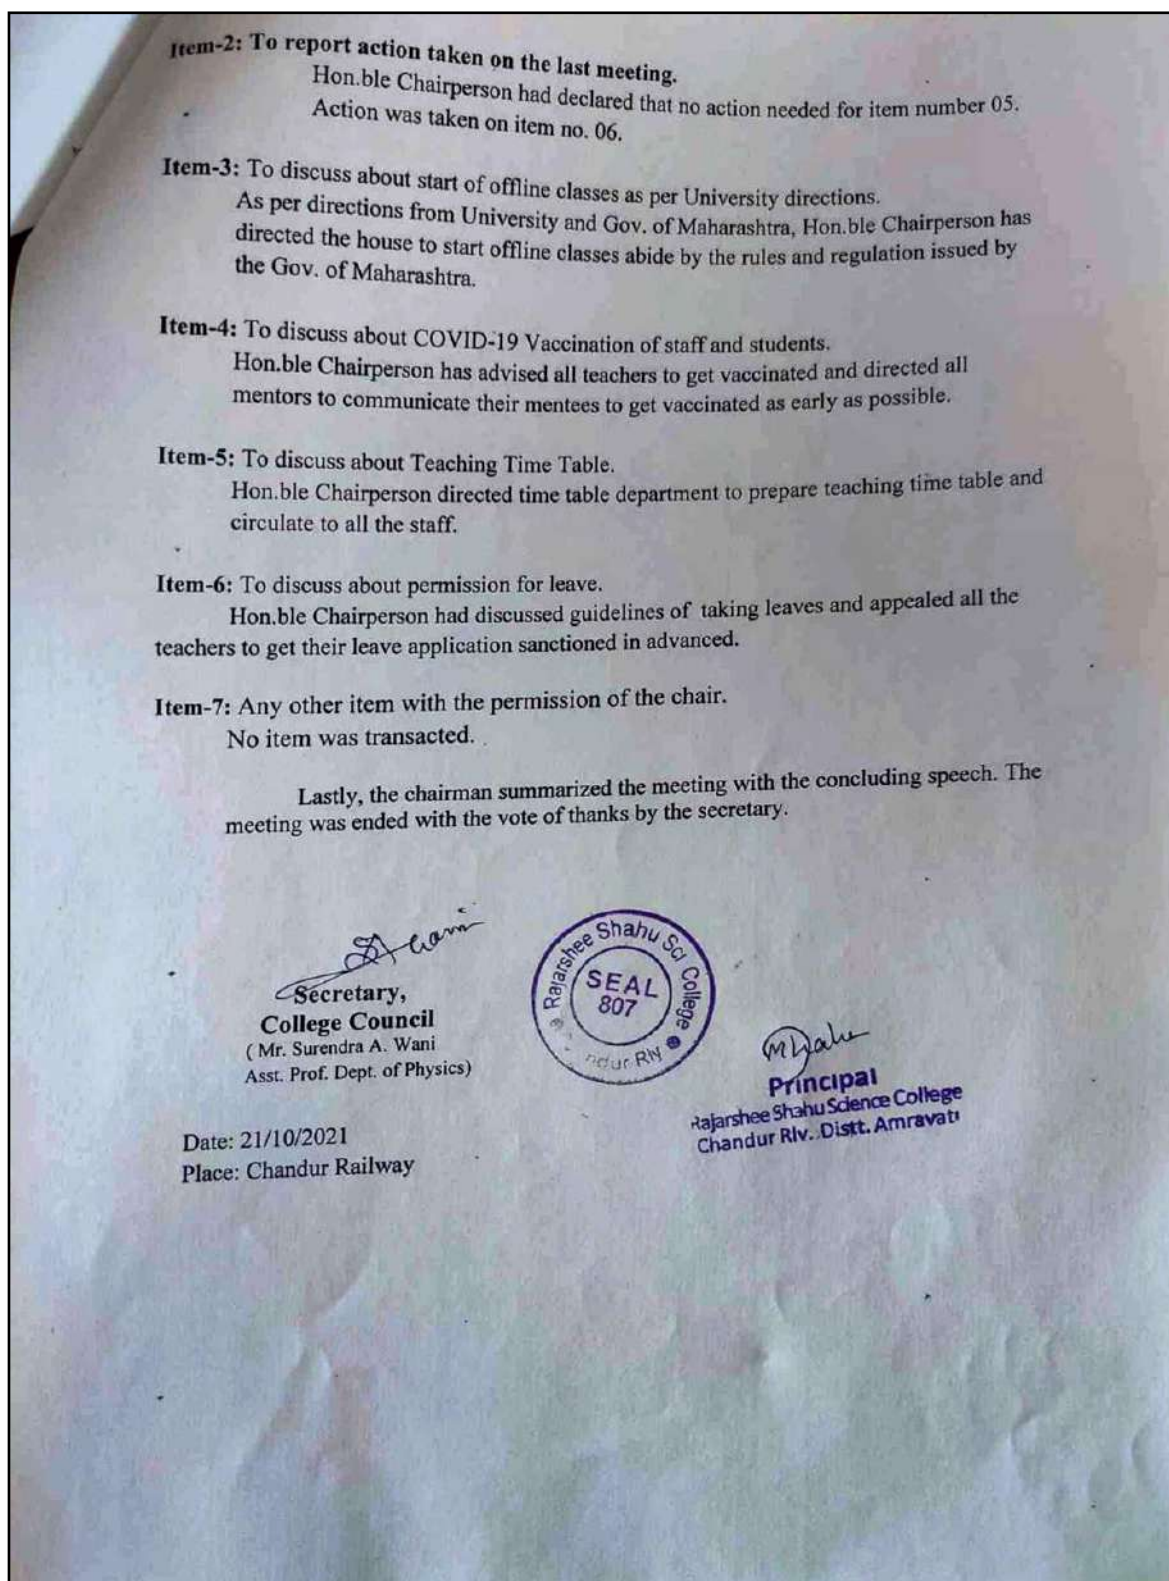 Item-2: To report action taken on the last meeting.
Hon.ble Chairperson had declared that no action needed for item number 05.
Action was taken on item no. 06.
Item-3: To discuss about start of offline classes as per University directions.
As per directions from University and Gov. of Maharashtra, Hon.ble Chairperson has
directed the house to start offline classes abide by the rules and regulation issued by
the Gov. of Maharashtra.
Item-4: To discuss about COVID-19 Vaccination of staff and students.
Hon.ble Chairperson has advised all teachers to get vaccinated and directed all
mentors to communicate their mentees to get vaccinated as early as possible.
Item-5: To discuss about Teaching Time Table.
Hon.ble Chairperson directed time table department to prepare teaching time table and
circulate to all the staff.
Item-6: To discuss about permission for leave.
Hon.ble Chairperson had discussed guidelines of taking leaves and appealed all the
teachers to get their leave application sanctioned in advanced.
Item-7: Any other item with the permission of the chair.
No item was transacted.
Lastly, the chairman summarized the meeting with the concluding speech. The
meeting was ended with the vote of thanks by the secretary.
Secretary,
College Council
( Mr. Surendra A. Wani
Asst. Prof. Dept. of Physics)
Rajarshee Shahu Sci College
SEAL
807
ndur Rly
Principal
Rajarshee Shahu Science College
Chandur Rly. Distt. Amravati
Date: 21/10/2021
Place: Chandur Railway